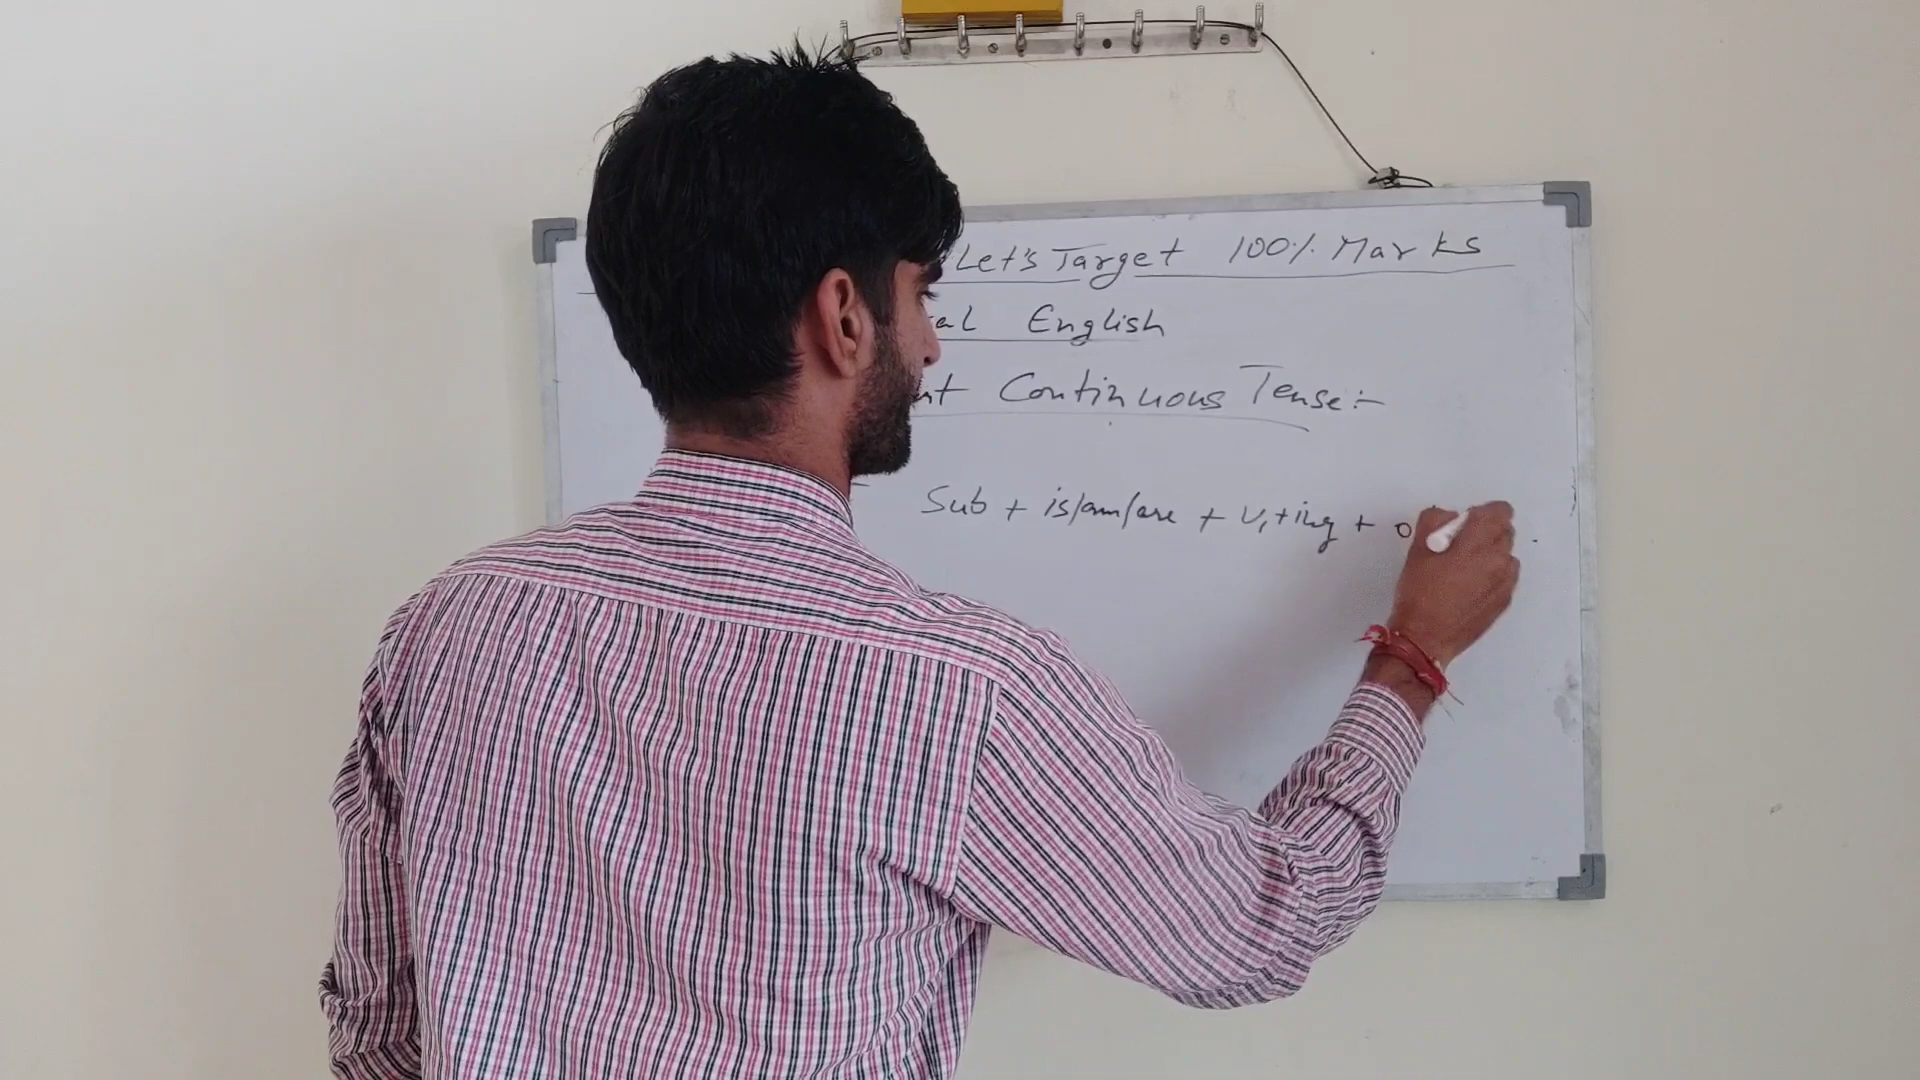 Let's Target 100% Marks
English
Continuous Tense:-
Sub + is/am/are + V₁+ing +